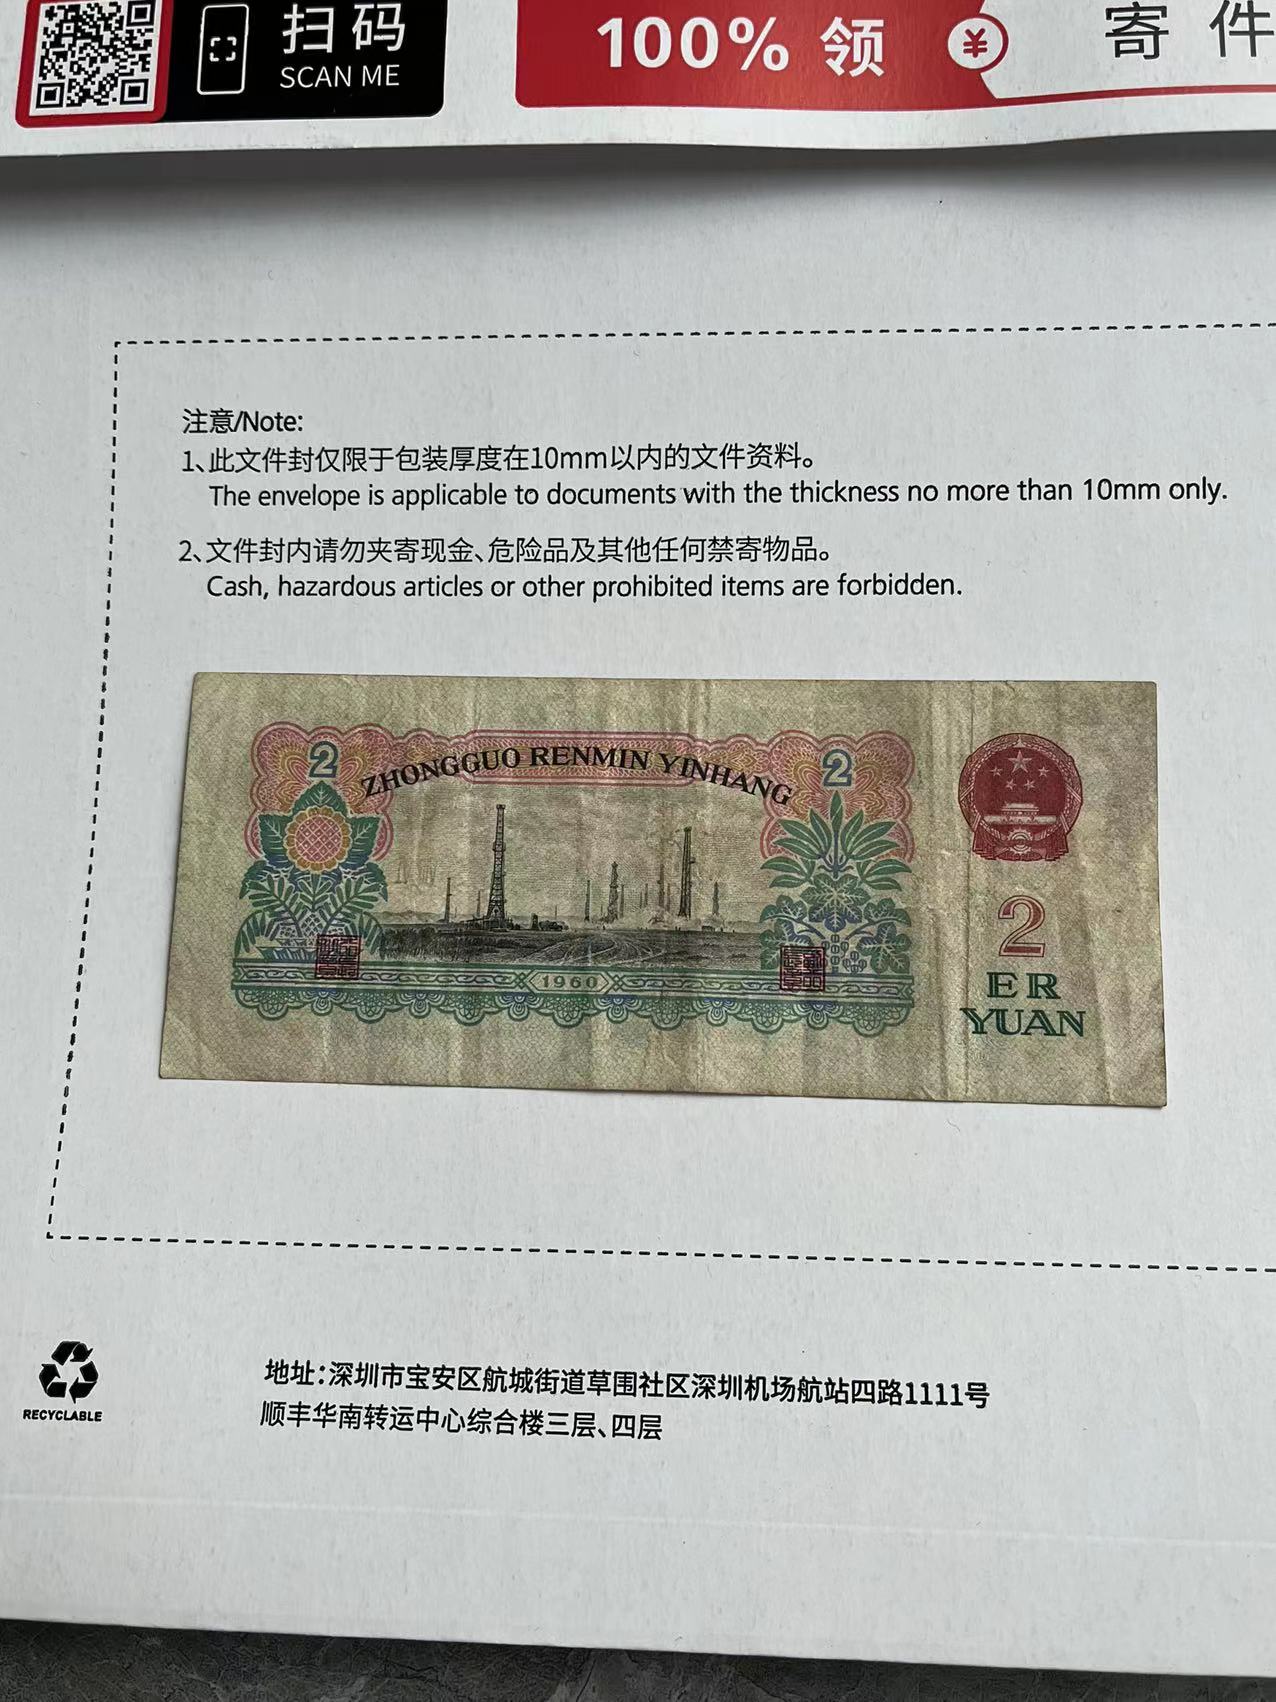 扫码
SCAN ME
100% 领 ¥ 寄件
注意/Note:
1、此文件封仅限于包装厚度在10mm以内的文件资料。
The envelope is applicable to documents with the thickness no more than 10mm only.
2、文件封内请勿夹寄现金、危险品及其他任何禁寄物品。
Cash, hazardous articles or other prohibited items are forbidden.
2 ZHONGGUO RENMIN YINHANG 2
2
ER
YUAN
1960
RECYCLABLE
地址:深圳市宝安区航城街道草围社区深圳机场航站四路1111号
顺丰华南转运中心综合楼三层、四层